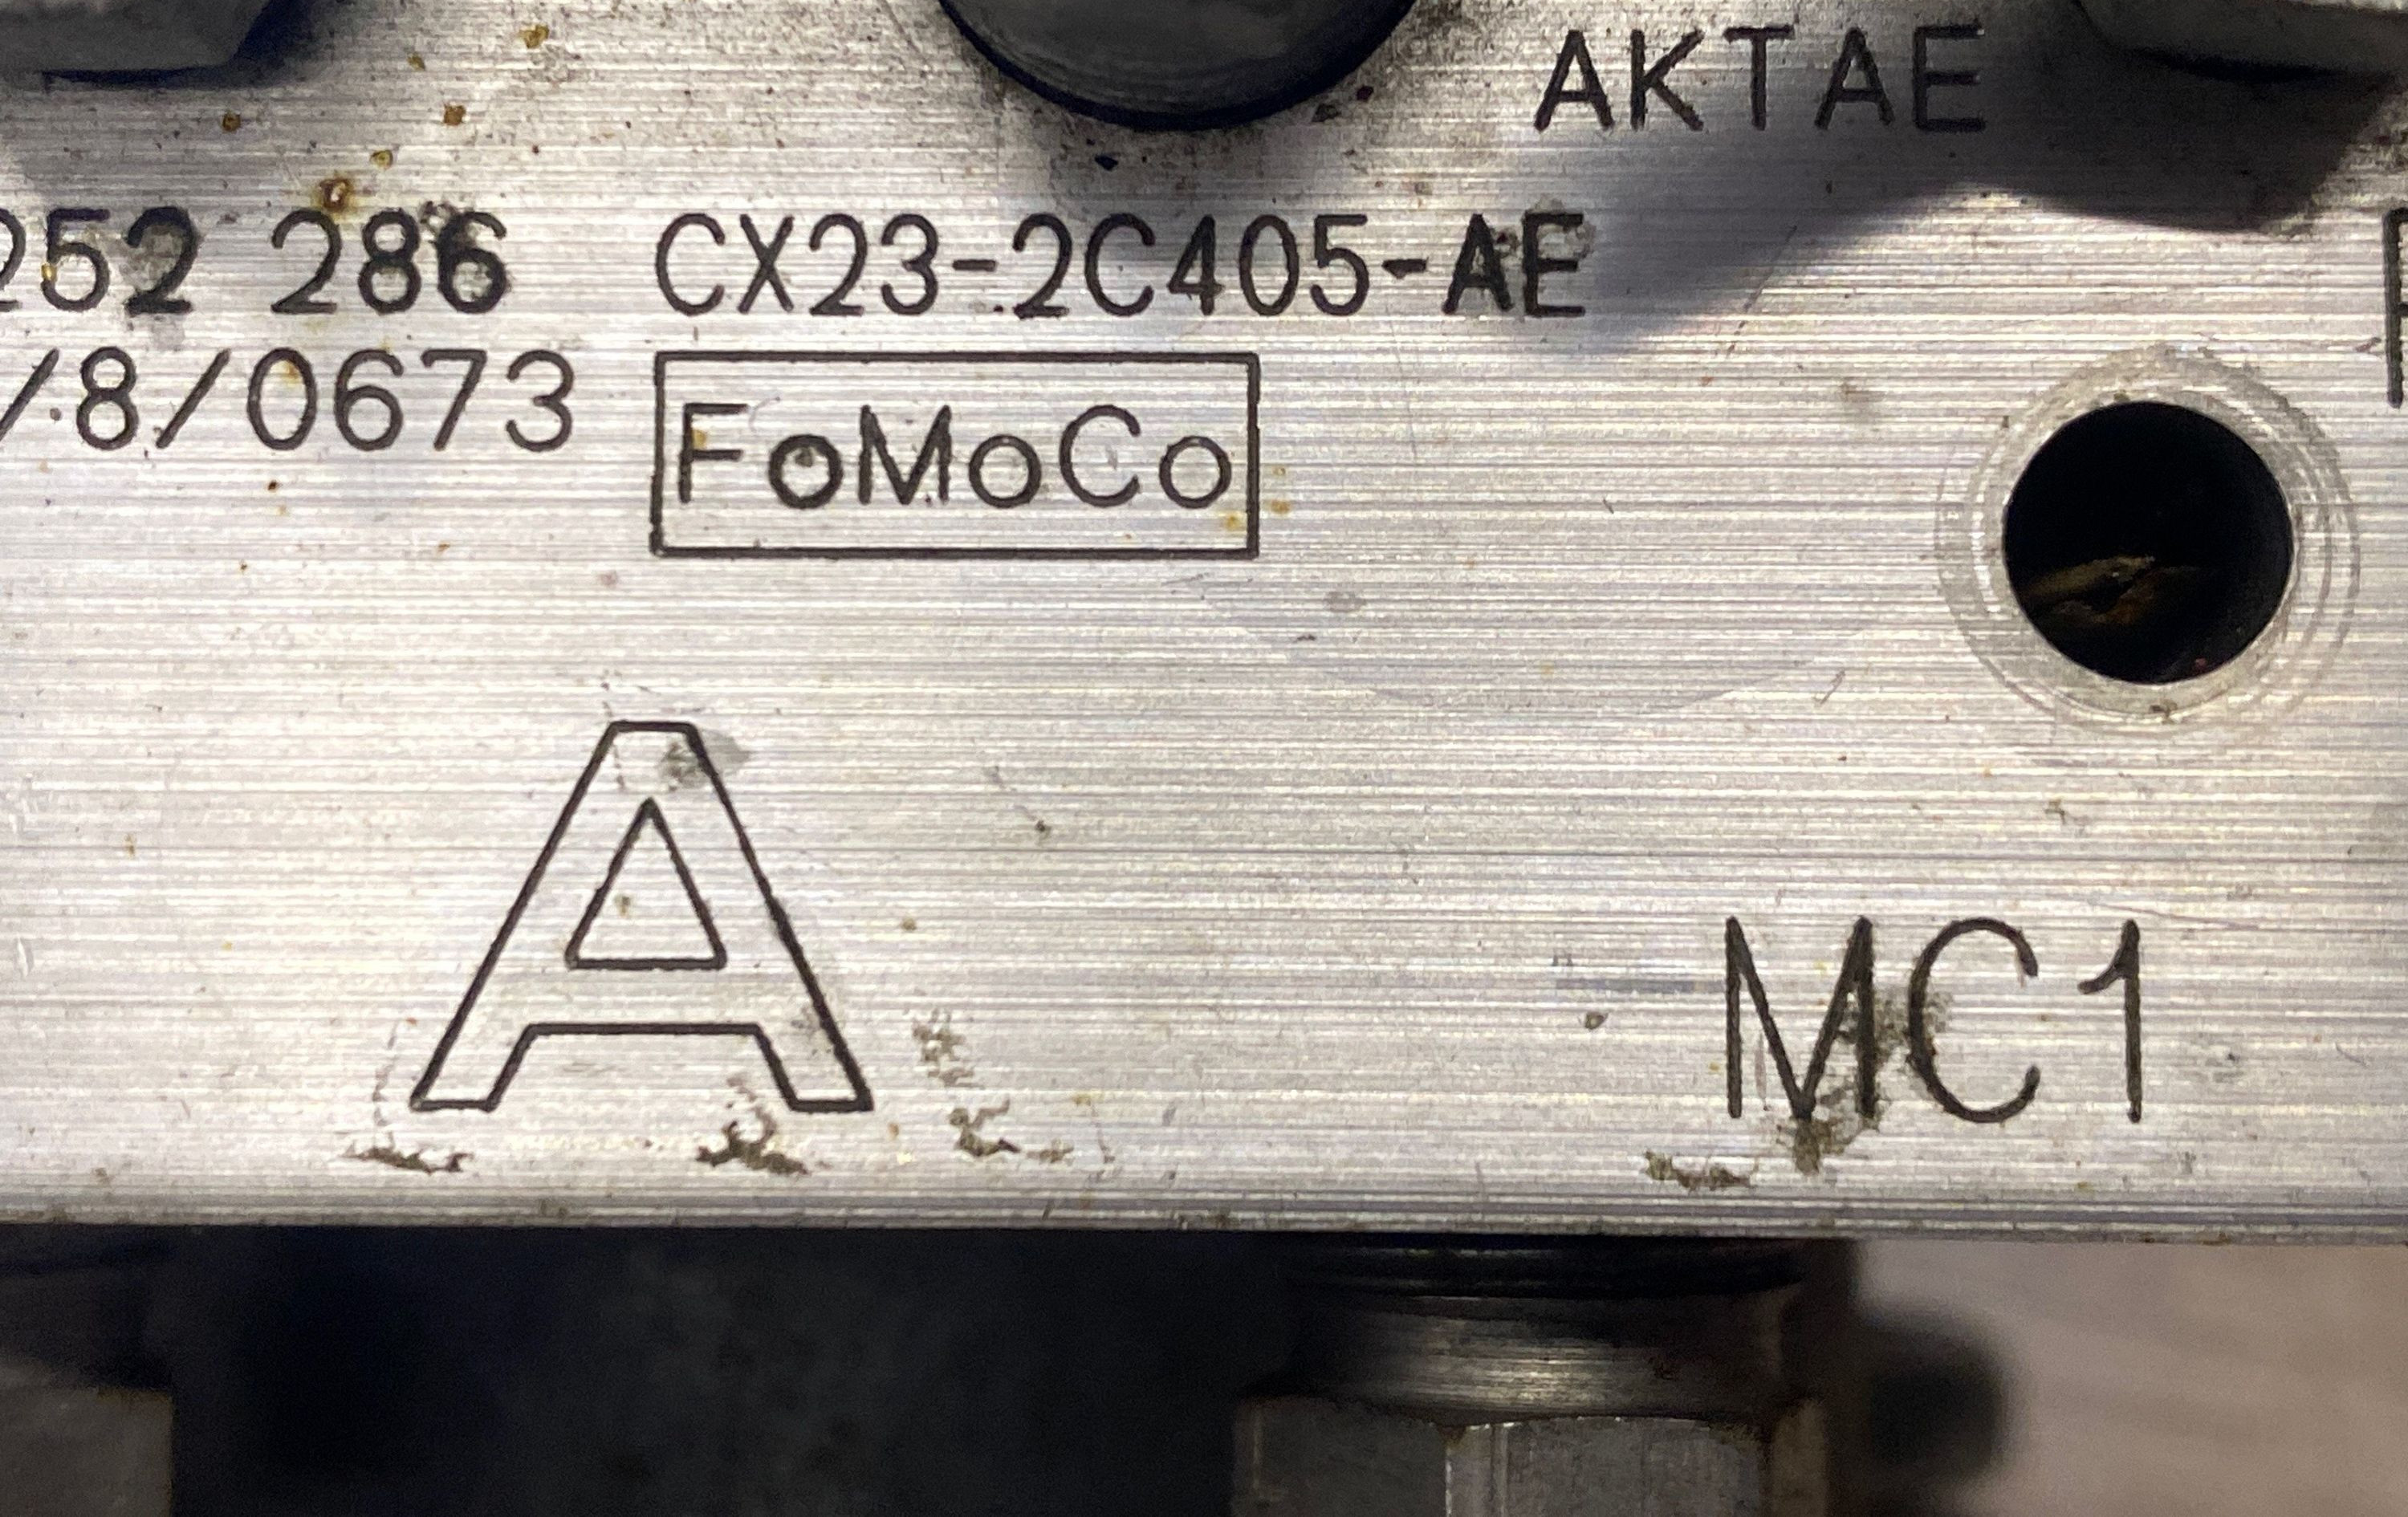 AKTAE
252 286 CX23-2C405-AE
/8/0673
FoMoCo
A
MC1